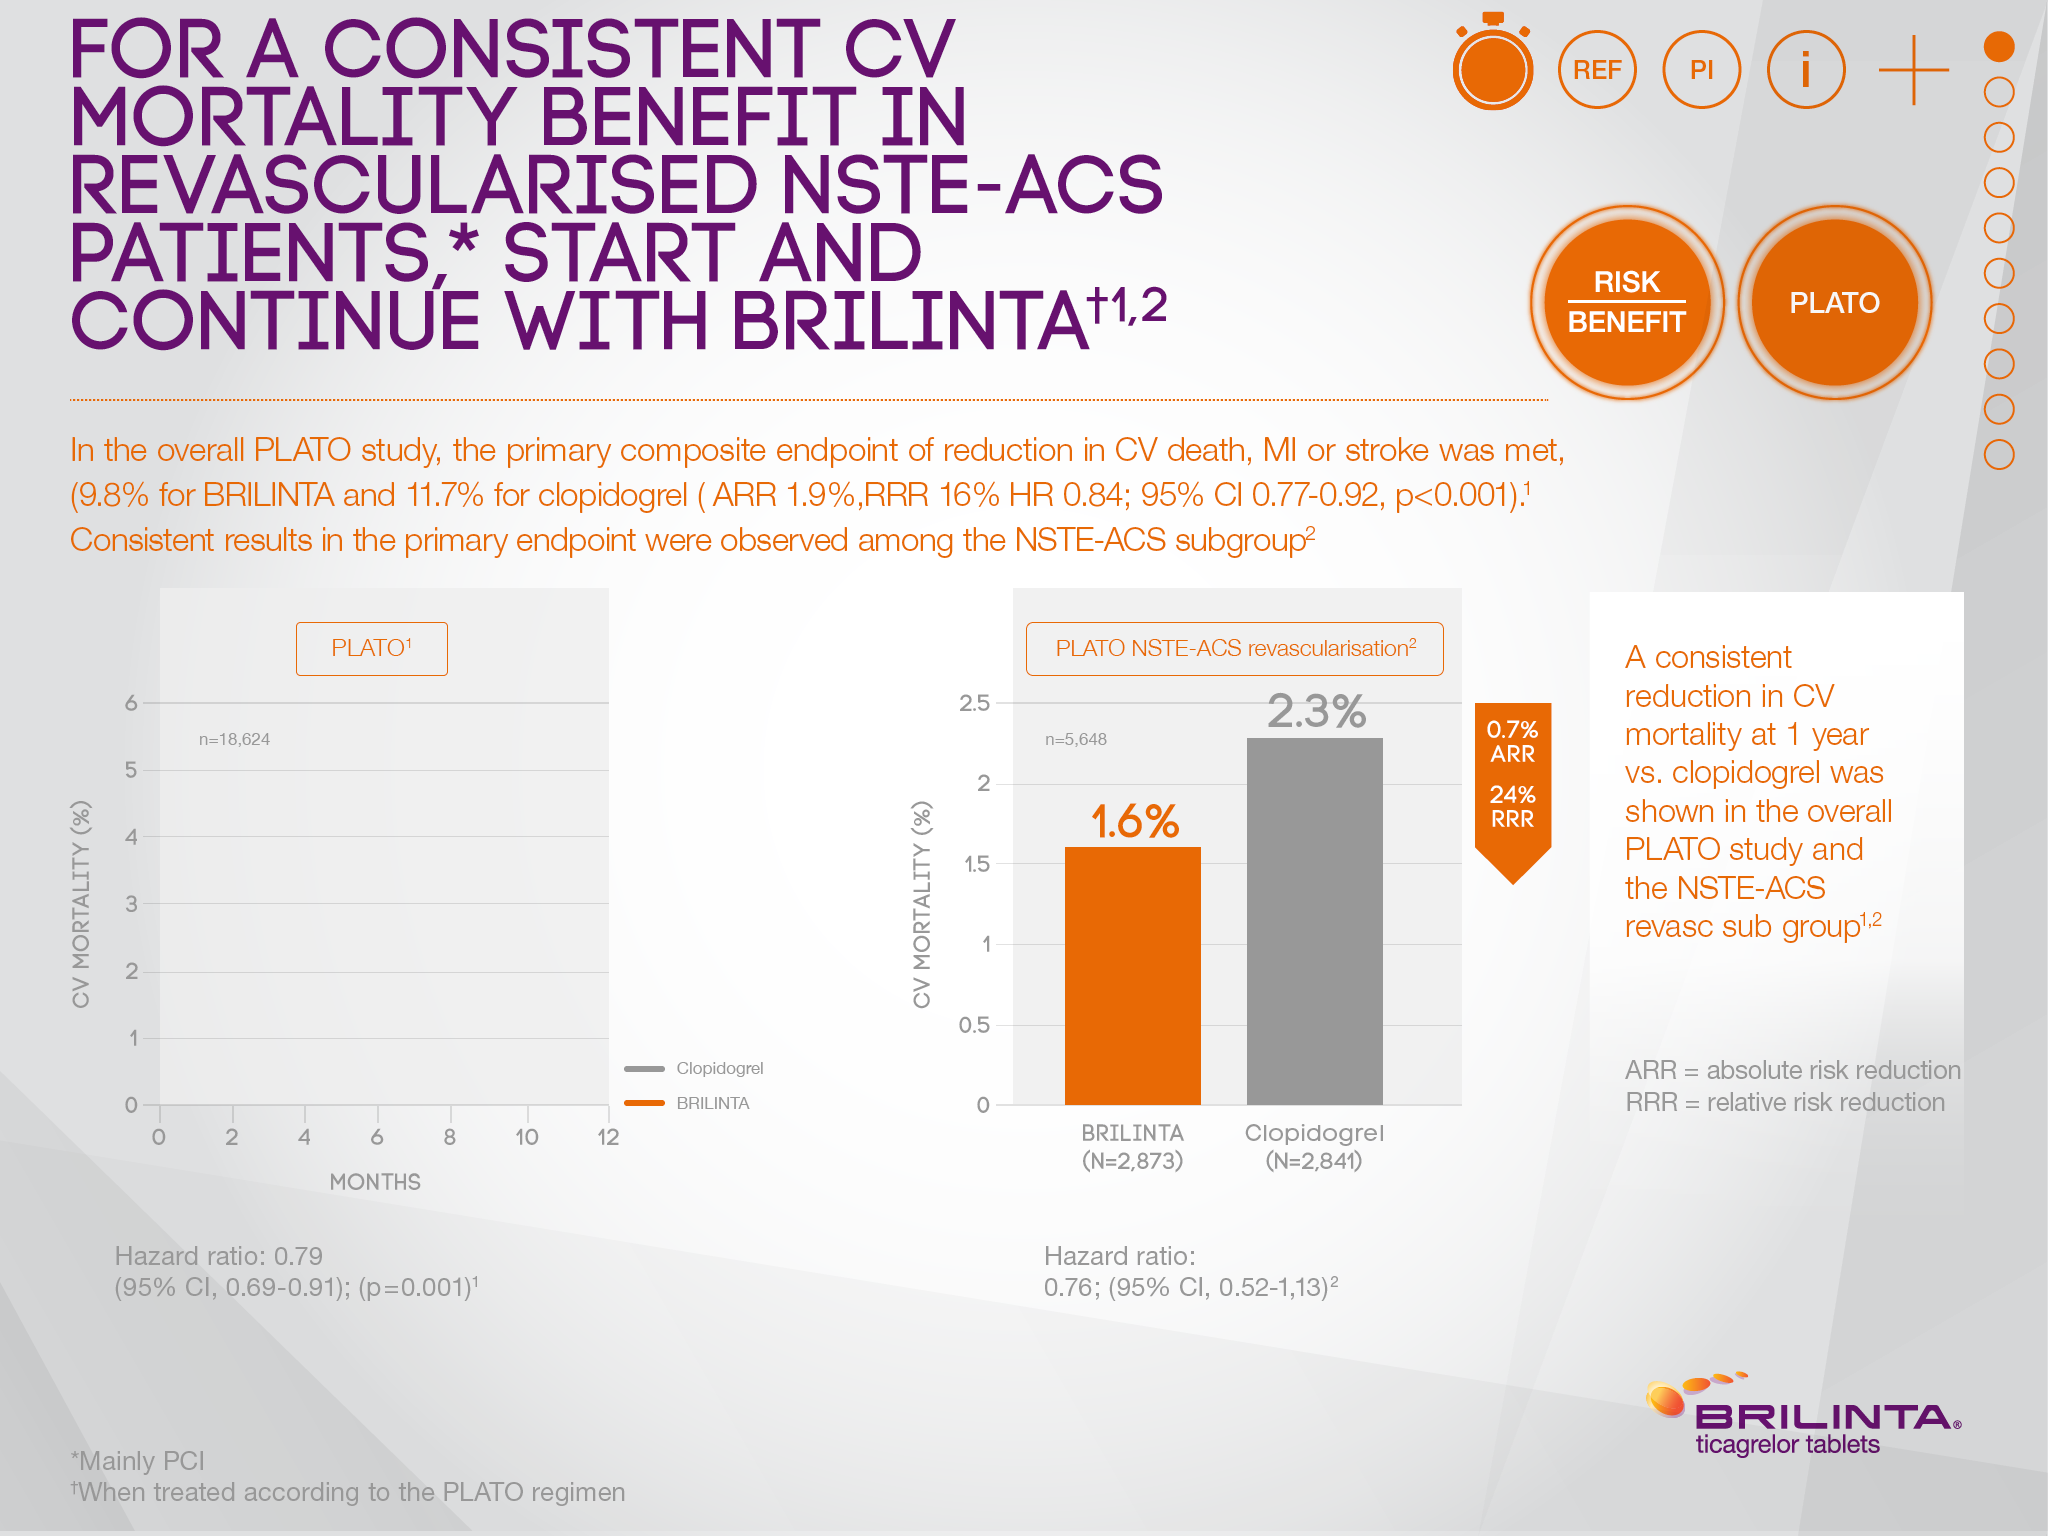 FOR A CONSISTENT CV
MORTALITY BENEFIT IN
REVASCULARISED NSTE-ACS
PATIENTS,* START AND
CONTINUE WITH BRILINTA†1,2
REF
PI
i
RISK
BENEFIT
PLATO
In the overall PLATO study, the primary composite endpoint of reduction in CV death, MI or stroke was met,
(9.8% for BRILINTA and 11.7% for clopidogrel ( ARR 1.9%,RRR 16% HR 0.84; 95% CI 0.77-0.92, p<0.001).1
Consistent results in the primary endpoint were observed among the NSTE-ACS subgroup2
PLATO1
n=18,624
CV MORTALITY (%)
6
5
4
3
2
1
0
0 2 4 6 8 10 12
MONTHS
Clopidogrel
BRILINTA
Hazard ratio: 0.79
(95% CI, 0.69-0.91); (p=0.001)1
PLATO NSTE-ACS revascularisation2
n=5,648
CV MORTALITY (%)
2.5
2
1.5
1
0.5
0
1.6%
2.3%
BRILINTA
(N=2,873)
Clopidogrel
(N=2,841)
0.7%
ARR
24%
RRR
Hazard ratio:
0.76; (95% CI, 0.52-1,13)2
A consistent
reduction in CV
mortality at 1 year
vs. clopidogrel was
shown in the overall
PLATO study and
the NSTE-ACS
revasc sub group1,2
ARR = absolute risk reduction
RRR = relative risk reduction
BRILINTA®
ticagrelor tablets
*Mainly PCI
†When treated according to the PLATO regimen